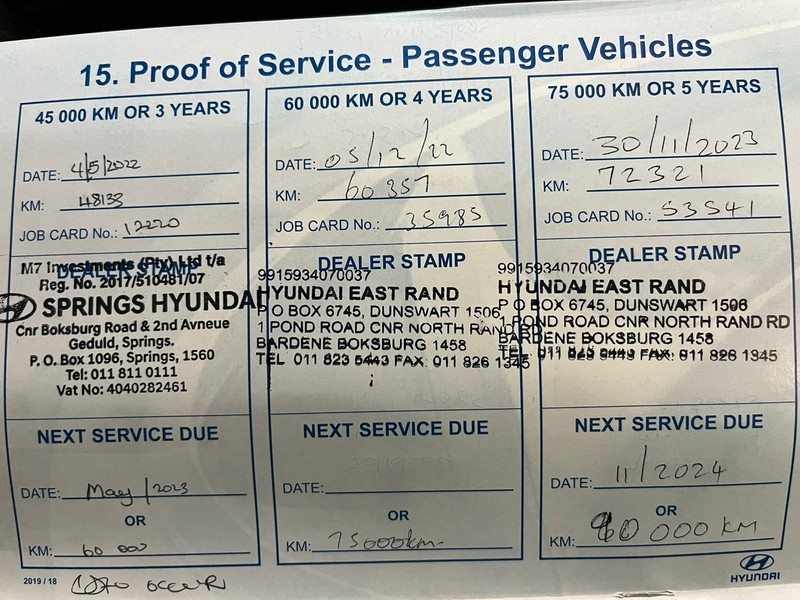 15. Proof of Service - Passenger Vehicles
45 000 KM OR 3 YEARS
DATE: 4/5/2022
KM: 48133
JOB CARD No.: 12220
DEALER STAMP
M7 Investments (Pty) Ltd t/a
Reg. No. 2017/510481/07
SPRINGS HYUNDAI
Cnr Boksburg Road & 2nd Avneue
Geduld, Springs.
P. O. Box 1096, Springs, 1560
Tel: 011 811 0111
Vat No: 4040282461
NEXT SERVICE DUE
DATE: May/2023
OR
KM: 60 000
60 000 KM OR 4 YEARS
DATE: 05/12/22
KM: 60 357
JOB CARD No.: 35985
DEALER STAMP
9915934070037
HYUNDAI EAST RAND
P O BOX 6745, DUNSWART 1506
1 POND ROAD CNR NORTH RAND RD
BARDENE BOKSBURG 1458
TEL 011 823 5443 FAX: 011 826 1345
NEXT SERVICE DUE
DATE:
OR
KM: 75000km
75 000 KM OR 5 YEARS
DATE: 30/11/2023
KM: 72321
JOB CARD No.: 53541
DEALER STAMP
9915934070037
HYUNDAI EAST RAND
P O BOX 6745, DUNSWART 1506
1 POND ROAD CNR NORTH RAND RD
BARDENE BOKSBURG 1458
TEL 011 823 5443 FAX: 011 826 1345
NEXT SERVICE DUE
DATE: 11/2024
OR
KM: 90 000 KM
2019 / 18
occur
HYUNDAI